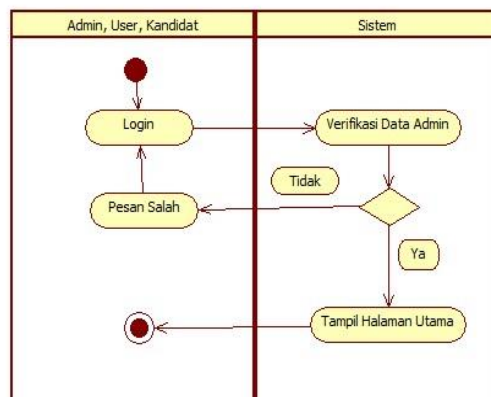 Admin, User, Kandidat
Sistem
Login
Verifikasi Data Admin
Tidak
Pesan Salah
Ya
Tampil Halaman Utama